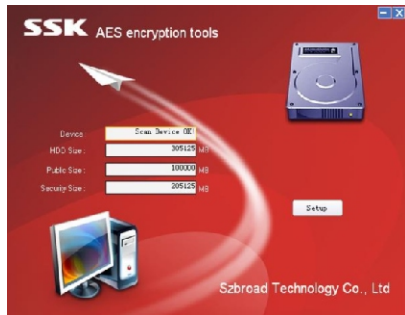 SSK AES encryption tools
Device Scan Device OK!
HDD Size: 305125 MB
Public Size: 100000 MB
Security Size: 205125 MB
Setup
Szbroad Technology Co., Ltd